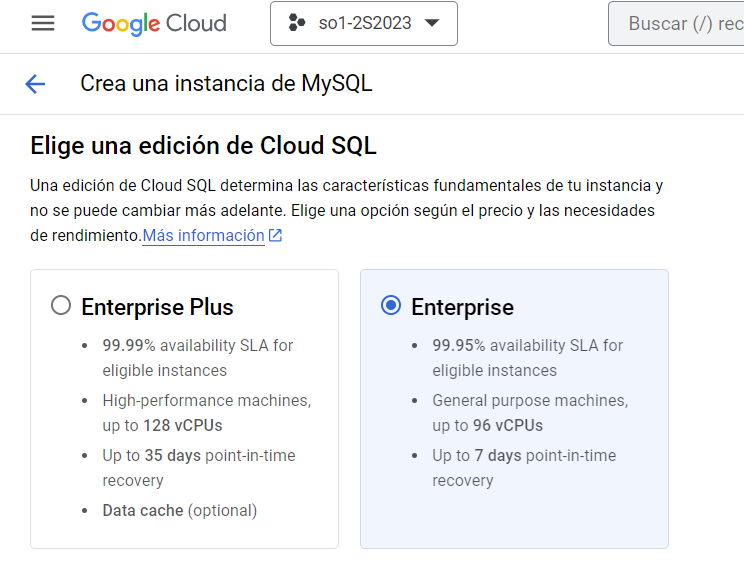 Google Cloud
so1-2S2023
Buscar (/) rec
Crea una instancia de MySQL
Elige una edición de Cloud SQL
Una edición de Cloud SQL determina las características fundamentales de tu instancia y
no se puede cambiar más adelante. Elige una opción según el precio y las necesidades
de rendimiento.Más información
Enterprise Plus
• 99.99% availability SLA for
eligible instances
• High-performance machines,
up to 128 vCPUs
• Up to 35 days point-in-time
recovery
• Data cache (optional)
Enterprise
• 99.95% availability SLA for
eligible instances
• General purpose machines,
up to 96 vCPUs
• Up to 7 days point-in-time
recovery